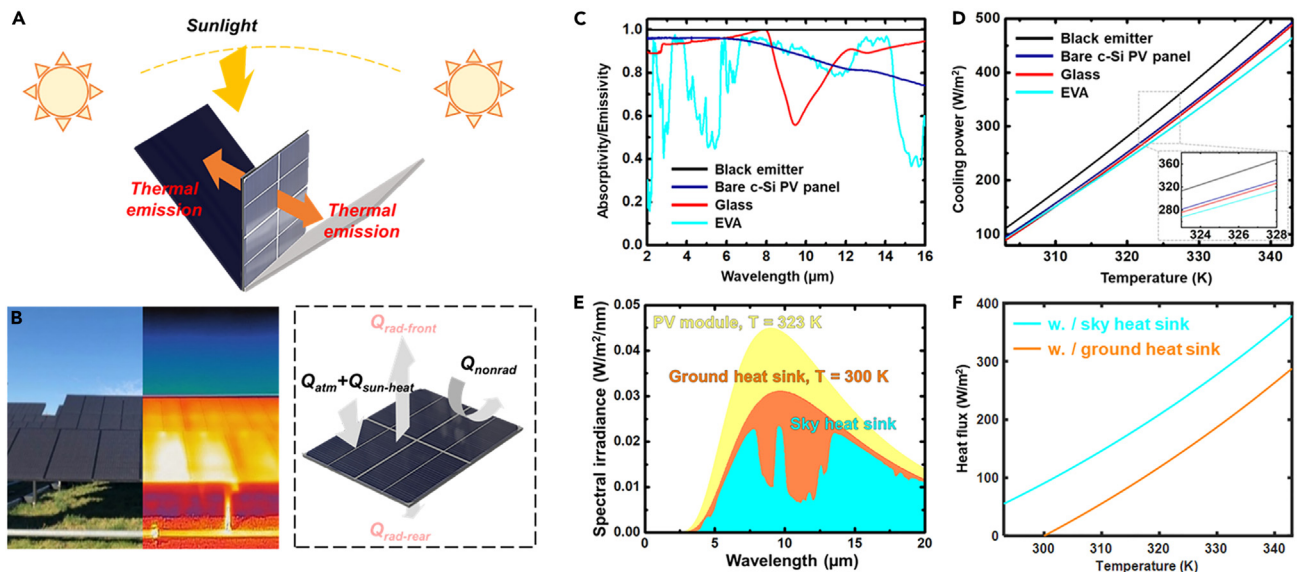 A
Sunlight
Thermal
emission
Thermal
emission
B
Q_rad-front
Q_atm+Q_sun-heat
Q_nonrad
Q_rad-rear
C
Absorptivity/Emissivity
1.0
0.8
0.6
0.4
0.2
0.0
Black emitter
Bare c-Si PV panel
Glass
EVA
2 4 6 8 10 12 14 16
Wavelength (µm)
D
Cooling power (W/m²)
500
400
300
200
100
Black emitter
Bare c-Si PV panel
Glass
EVA
360
320
280
324 326 328
310 320 330 340
Temperature (K)
E
Spectral irradiance (W/m²/nm)
0.05
0.04
0.03
0.02
0.01
0.00
PV module, T = 323 K
Ground heat sink, T = 300 K
Sky heat sink
0 5 10 15 20
Wavelength (µm)
F
Heat flux (W/m²)
400
300
200
100
0
w. / sky heat sink
w. / ground heat sink
300 310 320 330 340
Temperature (K)